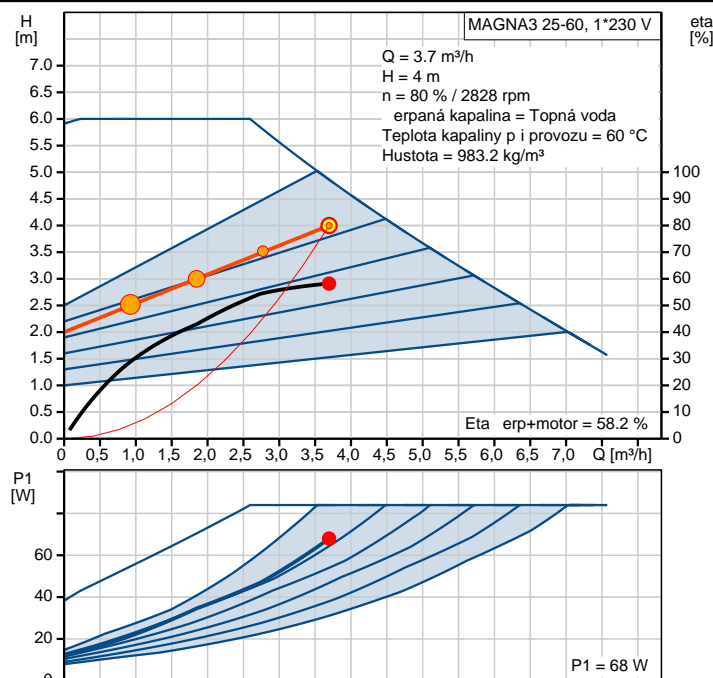 H
[m]
MAGNA3 25-60, 1*230 V
eta
[%]
Q = 3.7 m³/h
H = 4 m
n = 80 % / 2828 rpm
erpaná kapalina = Topná voda
Teplota kapaliny p i provozu = 60 °C
Hustota = 983.2 kg/m³
7.0
6.5
6.0
5.5
5.0
4.5
4.0
3.5
3.0
2.5
2.0
1.5
1.0
0.5
0.0
100
90
80
70
60
50
40
30
20
10
0
Eta erp+motor = 58.2 %
0 0,5 1,0 1,5 2,0 2,5 3,0 3,5 4,0 4,5 5,0 5,5 6,0 6,5 7,0 Q [m³/h]
P1
[W]
60
40
20
0
P1 = 68 W